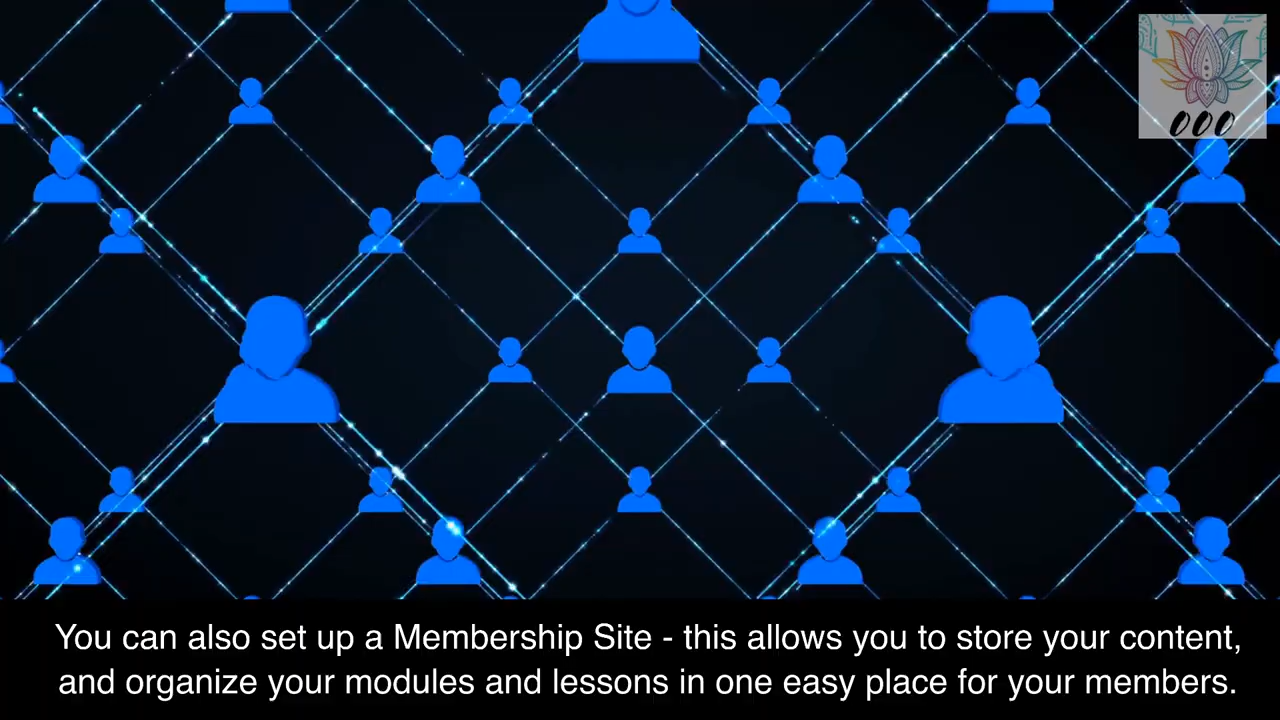 OOO
You can also set up a Membership Site - this allows you to store your content,
and organize your modules and lessons in one easy place for your members.